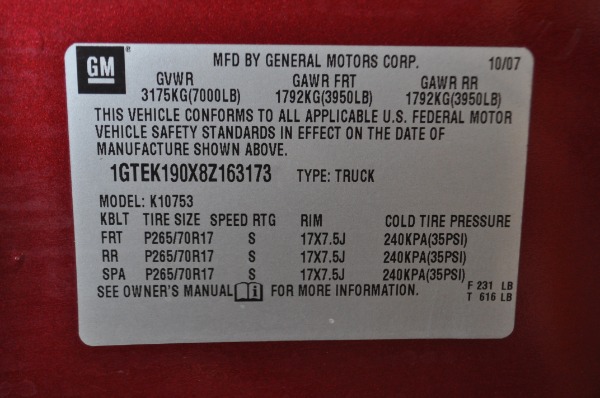 GM MFD BY GENERAL MOTORS CORP. 10/07
GVWR GAWR FRT GAWR RR
3175KG(7000LB) 1792KG(3950LB) 1792KG(3950LB)
THIS VEHICLE CONFORMS TO ALL APPLICABLE U.S. FEDERAL MOTOR
VEHICLE SAFETY STANDARDS IN EFFECT ON THE DATE OF
MANUFACTURE SHOWN ABOVE.
1GTEK190X8Z163173 TYPE: TRUCK
MODEL: K10753
KBLT TIRE SIZE SPEED RTG RIM COLD TIRE PRESSURE
FRT P265/70R17 S 17X7.5J 240KPA(35PSI)
RR P265/70R17 S 17X7.5J 240KPA(35PSI)
SPA P265/70R17 S 17X7.5J 240KPA(35PSI)
SEE OWNER'S MANUAL i FOR MORE INFORMATION. F 231 LB
T 616 LB